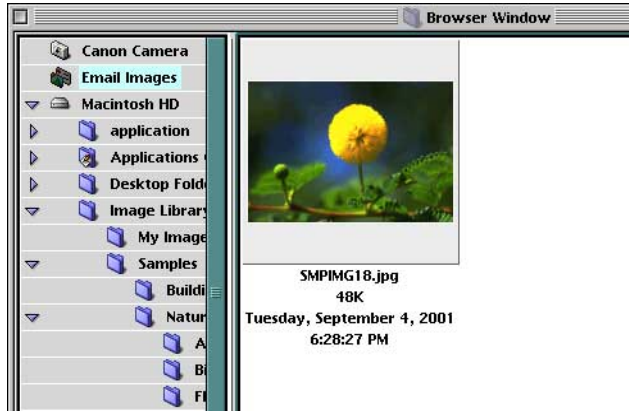 Browser Window
Canon Camera
Email Images
Macintosh HD
application
Applications
Desktop Fold
Image Library
My Image
Samples
Buildi
Natur
A
Bi
Fl
SMPIMG18.jpg
48K
Tuesday, September 4, 2001
6:28:27 PM